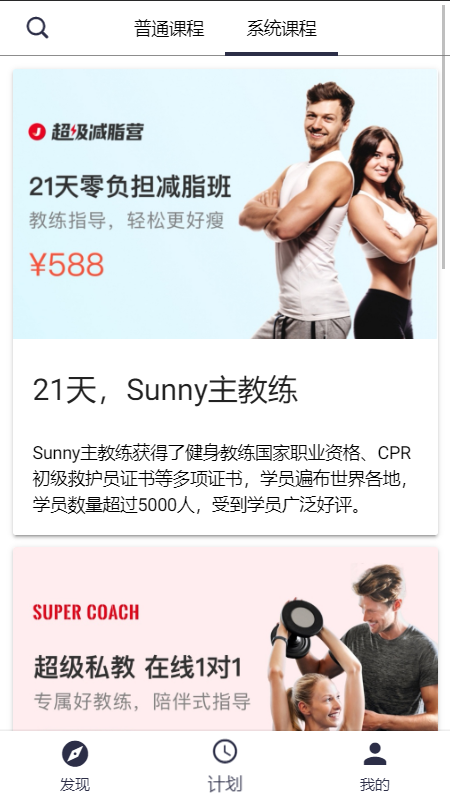 普通课程
系统课程
超级减脂营
21天零负担减脂班
教练指导，轻松更好瘦
¥588
21天，Sunny主教练
Sunny主教练获得了健身教练国家职业资格、CPR
初级救护员证书等多项证书，学员遍布世界各地，
学员数量超过5000人，受到学员广泛好评。
SUPER COACH
超级私教 在线1对1
专属好教练，陪伴式指导
发现
计划
我的